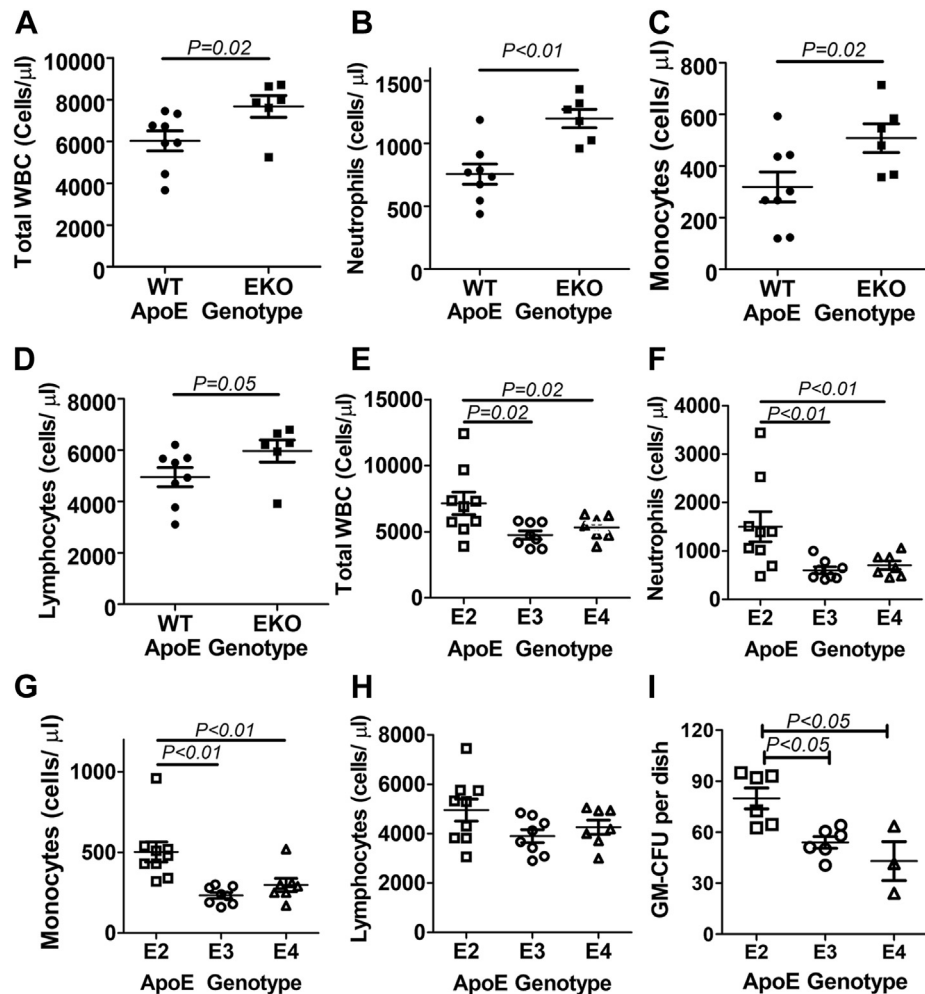 A
P=0.02
Total WBC (Cells/µl)
10000
8000
6000
4000
2000
0
WT EKO
ApoE Genotype
B
P<0.01
Neutrophils (cells/ µl)
1500
1000
500
0
WT EKO
ApoE Genotype
C
P=0.02
Monocytes (cells/ µl)
800
600
400
200
0
WT EKO
ApoE Genotype
D
P=0.05
Lymphocytes (cells/ µl)
8000
6000
4000
2000
0
WT EKO
ApoE Genotype
E
P=0.02
P=0.02
Total WBC (Cells/µl)
15000
10000
5000
0
E2 E3 E4
ApoE Genotype
F
P<0.01
P<0.01
Neutrophils (cells/ µl)
4000
3000
2000
1000
0
E2 E3 E4
ApoE Genotype
G
P<0.01
P<0.01
Monocytes (cells/ µl)
1000
500
0
E2 E3 E4
ApoE Genotype
H
Lymphocytes (cells/ µl)
8000
6000
4000
2000
0
E2 E3 E4
ApoE Genotype
I
P<0.05
P<0.05
GM-CFU per dish
120
90
60
30
0
E2 E3 E4
ApoE Genotype